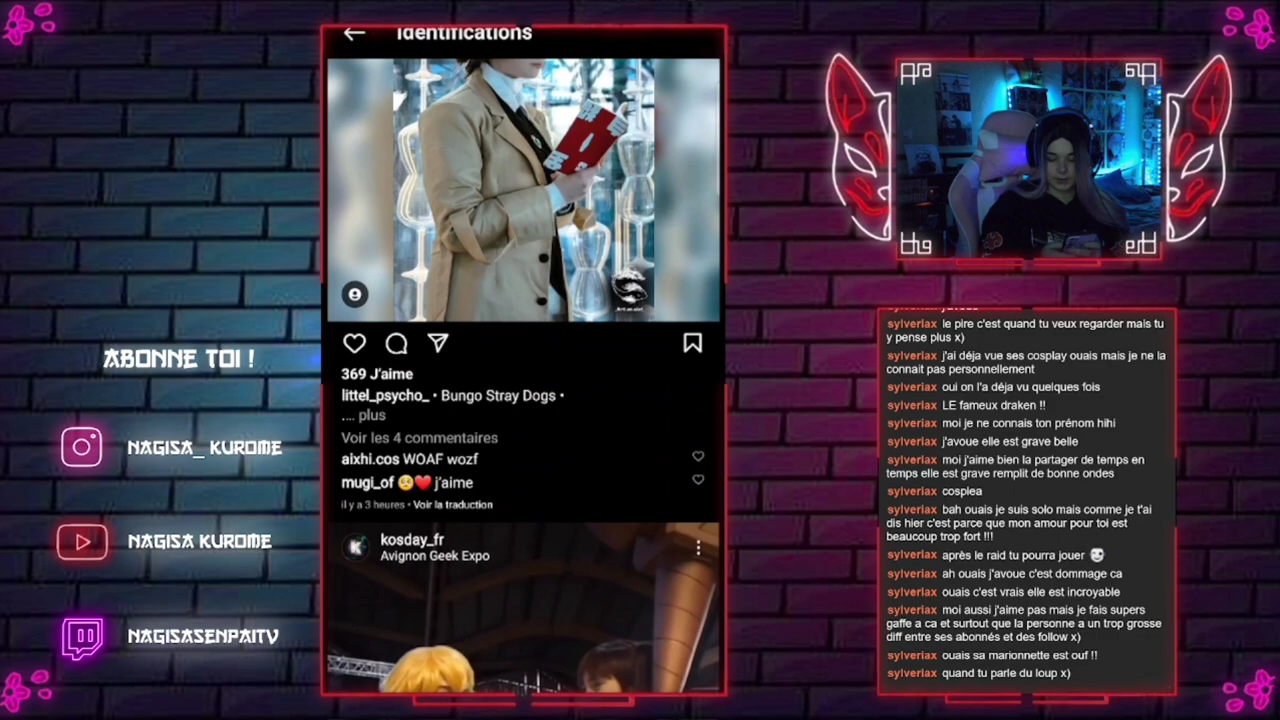 Identifications
369 J'aime
littel_psycho_ • Bungo Stray Dogs •
.... plus
Voir les 4 commentaires
aixhi.cos WOAF wozf
mugi_of 🥺❤️ j'aime
il y a 3 heures • Voir la traduction
kosday_fr
Avignon Geek Expo
ABONNE TOI !
NAGISA_ KUROME
NAGISA KUROME
NAGISASENPAITV
sylveriax le pire c'est quand tu veux regarder mais tu
y pense plus x)
sylveriax j'ai déja vue ses cosplay ouais mais je ne la
connait pas personnellement
sylveriax oui on l'a déja vu quelques fois
sylveriax LE fameux draken !!
sylveriax moi je ne connais ton prénom hihi
sylveriax j'avoue elle est grave belle
sylveriax moi j'aime bien la partager de temps en
temps elle est grave remplit de bonne ondes
sylveriax cosplea
sylveriax bah ouais je suis solo mais comme je t'ai
dis hier c'est parce que mon amour pour toi est
beaucoup trop fort !!!
sylveriax après le raid tu pourra jouer
sylveriax ah ouais j'avoue c'est dommage ca
sylveriax ouais c'est vrais elle est incroyable
sylveriax moi aussi j'aime pas mais je fais supers
gaffe a ca et surtout que la personne a un trop grosse
diff entre ses abonnés et des follow x)
sylveriax ouais sa marionnette est ouf !!
sylveriax quand tu parle du loup x)